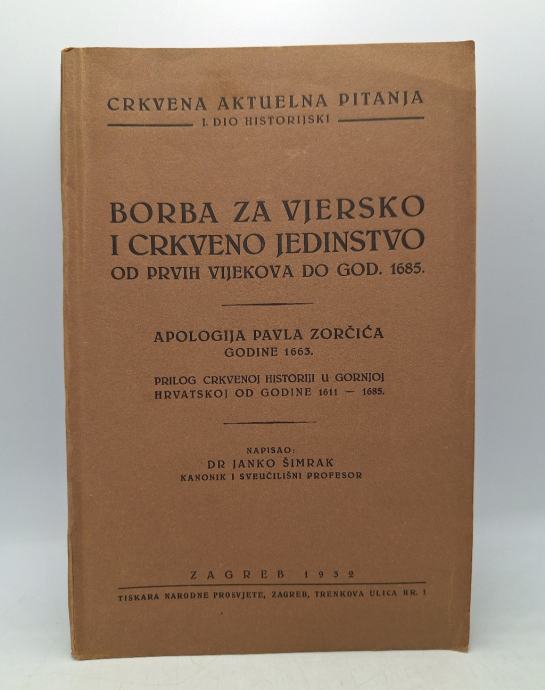 CRKVENA AKTUELNA PITANJA
I. DIO HISTORIJSKI
BORBA ZA VJERSKO
I CRKVENO JEDINSTVO
OD PRVIH VIJEKOVA DO GOD. 1685.
APOLOGIJA PAVLA ZORČIĆA
GODINE 1663.
PRILOG CRKVENOJ HISTORIJI U GORNJOJ
HRVATSKOJ OD GODINE 1611 — 1685.
NAPISAO:
DR JANKO ŠIMRAK
KANONIK I SVEUČILIŠNI PROFESOR
ZAGREB 1932
TISKARA NARODNE PROSVJETE, ZAGREB, TRENKOVA ULICA BR. 1